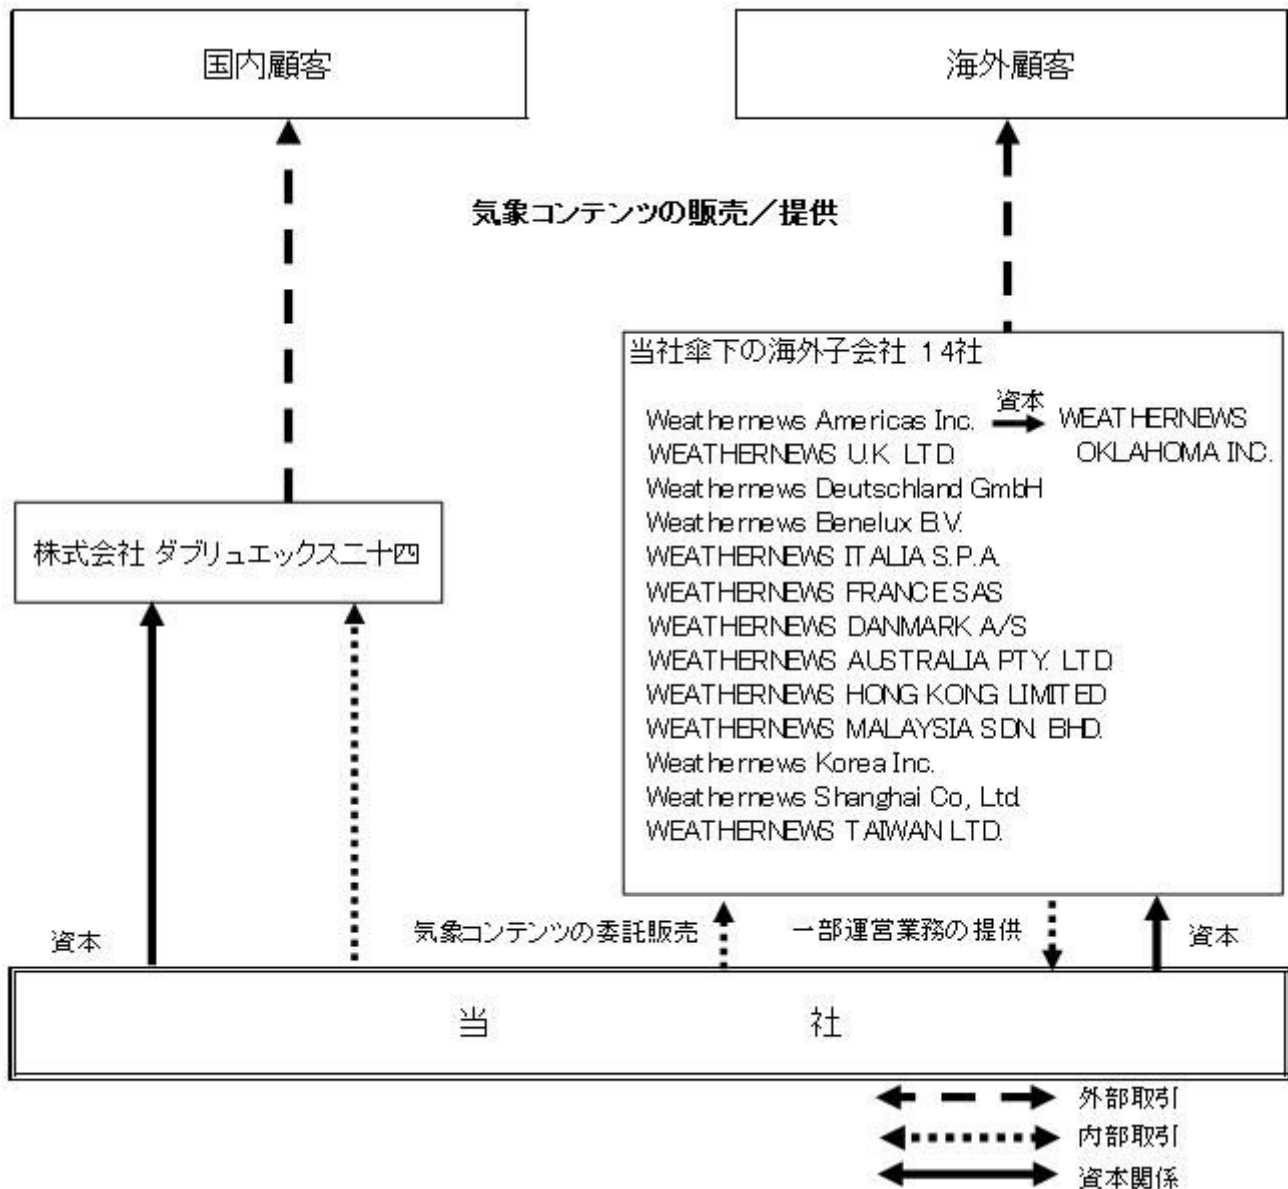 国内顧客
海外顧客
気象コンテンツの販売／提供
当社傘下の海外子会社 14社
資本
Weathernews Americas Inc.
WEATHERNEWS
OKLAHOMA INC.
WEATHERNEWS U.K. LTD.
Weathernews Deutschland GmbH
Weathernews Benelux B.V.
WEATHERNEWS ITALIA S.P.A.
WEATHERNEWS FRANCE SAS
WEATHERNEWS DANMARK A/S
WEATHERNEWS AUSTRALIA PTY. LTD.
WEATHERNEWS HONG KONG LIMITED
WEATHERNEWS MALAYSIA SDN. BHD.
Weathernews Korea Inc.
Weathernews Shanghai Co., Ltd.
WEATHERNEWS TAIWAN LTD.
株式会社 ダブリュエックス二十四
資本
気象コンテンツの委託販売
一部運営業務の提供
資本
当 社
外部取引
内部取引
資本関係